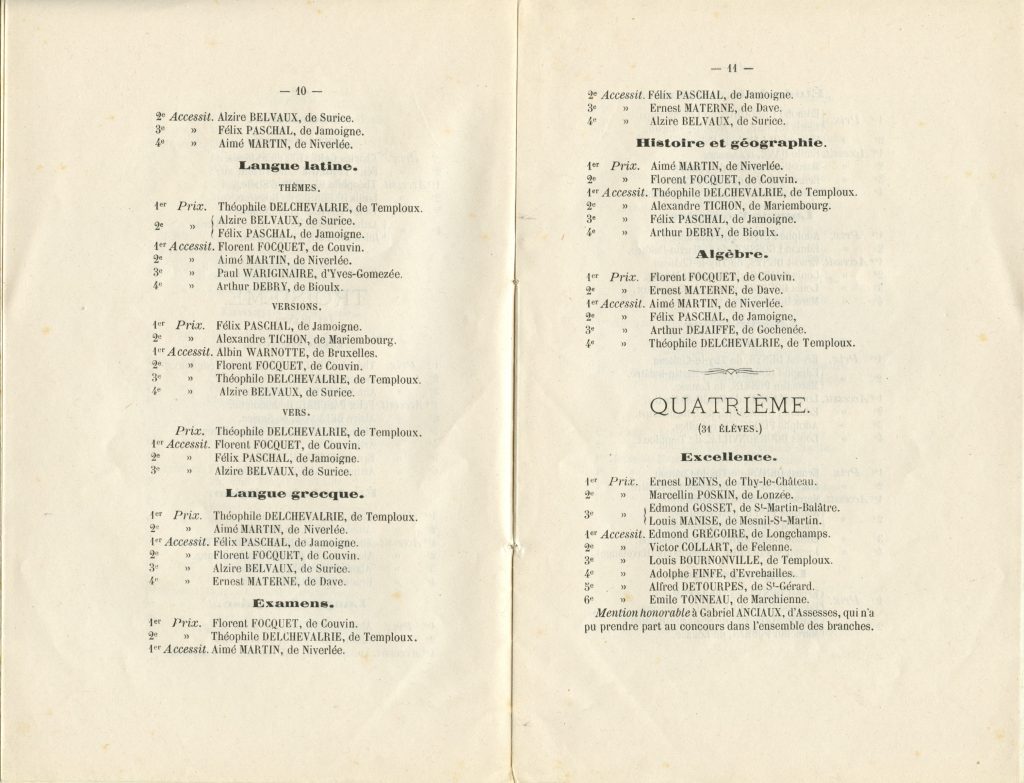 — 10 —
2e Accessit. Alzire BELVAUX, de Surice.
3e » Félix PASCHAL, de Jamoigne.
4e » Aimé MARTIN, de Niverlée.
Langue latine.
THÈMES.
1er Prix. Théophile DELCHEVALRIE, de Temploux.
2e » { Alzire BELVAUX, de Surice.
Félix PASCHAL, de Jamoigne.
1er Accessit. Florent FOCQUET, de Couvin.
2e » Aimé MARTIN, de Niverlée.
3e » Paul WARIGINAIRE, d'Yves-Gomezée.
4e » Arthur DEBRY, de Bioulx.
VERSIONS.
1er Prix. Félix PASCHAL, de Jamoigne.
2e » Alexandre TICHON, de Mariembourg.
1er Accessit. Albin WARNOTTE, de Bruxelles.
2e » Florent FOCQUET, de Couvin.
3e » Théophile DELCHEVALRIE, de Temploux.
4e » Alzire BELVAUX, de Surice.
VERS.
Prix. Théophile DELCHEVALRIE, de Temploux.
1er Accessit. Florent FOCQUET, de Couvin.
2e » Félix PASCHAL, de Jamoigne.
3e » Alzire BELVAUX, de Surice.
Langue grecque.
1er Prix. Théophile DELCHEVALRIE, de Temploux.
2e » Aimé MARTIN, de Niverlée.
1er Accessit. Félix PASCHAL, de Jamoigne.
2e » Florent FOCQUET, de Couvin.
3e » Alzire BELVAUX, de Surice.
4e » Ernest MATERNE, de Dave.
Examens.
1er Prix. Florent FOCQUET, de Couvin.
2e » Théophile DELCHEVALRIE, de Temploux.
1er Accessit. Aimé MARTIN, de Niverlée.
— 11 —
2e Accessit. Félix PASCHAL, de Jamoigne.
3e » Ernest MATERNE, de Dave.
4e » Alzire BELVAUX, de Surice.
Histoire et géographie.
1er Prix. Aimé MARTIN, de Niverlée.
2e » Florent FOCQUET, de Couvin.
1er Accessit. Théophile DELCHEVALRIE, de Temploux.
2e » Alexandre TICHON, de Mariembourg.
3e » Félix PASCHAL, de Jamoigne.
4e » Arthur DEBRY, de Bioulx.
Algèbre.
1er Prix. Florent FOCQUET, de Couvin.
2e » Ernest MATERNE, de Dave.
1er Accessit. Aimé MARTIN, de Niverlée.
2e » Félix PASCHAL, de Jamoigne,
3e » Arthur DEJAIFFE, de Gochenée.
4e » Théophile DELCHEVALRIE, de Temploux.
QUATRIÈME.
(31 ÉLÈVES.)
Excellence.
1er Prix. Ernest DENYS, de Thy-le-Château.
2e » Marcellin POSKIN, de Lonzée.
3e » { Edmond GOSSET, de St-Martin-Balâtre.
Louis MANISE, de Mesnil-St-Martin.
1er Accessit. Edmond GRÉGOIRE, de Longchamps.
2e » Victor COLLART, de Felenne.
3e » Louis BOURNONVILLE, de Temploux.
4e » Adolphe FINFE, d'Evrehailles.
5e » Alfred DETOURPES, de St-Gérard.
6e » Emile TONNEAU, de Marchienne.
Mention honorable à Gabriel ANCIAUX, d'Assesses, qui n'a
pu prendre part au concours dans l'ensemble des branches.